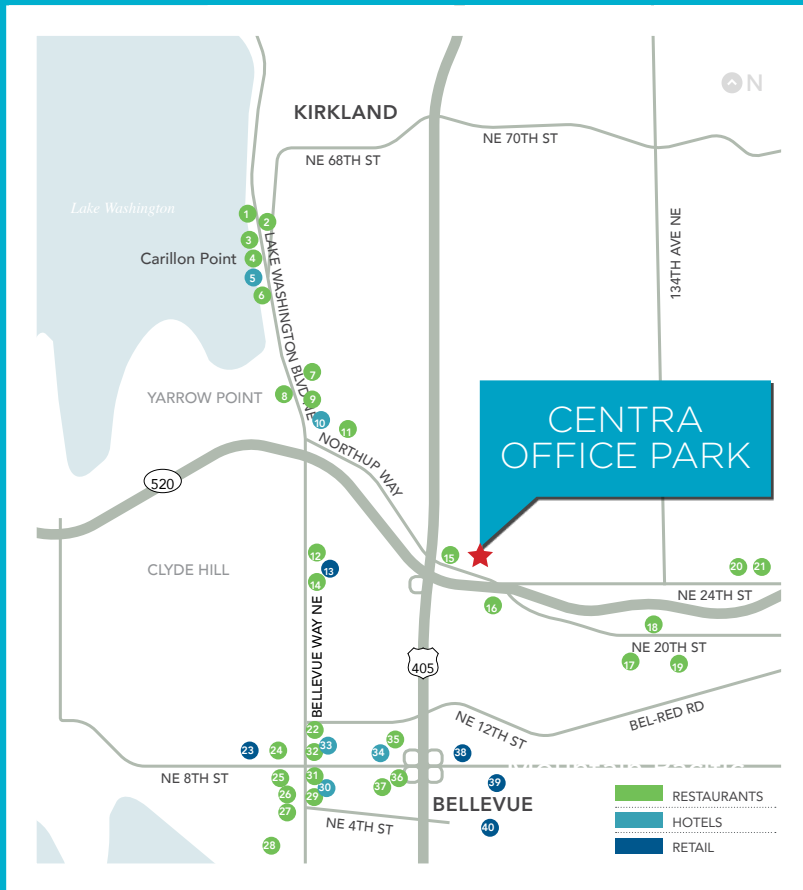 N
KIRKLAND
NE 70TH ST
NE 68TH ST
Lake Washington
1
2
134TH AVE NE
3
Carillon Point
4
5
6
LAKE WASHINGTON BLVD NE
7
YARROW POINT
8
9
10
11
CENTRA
OFFICE PARK
NORTHUP WAY
520
12
15
CLYDE HILL
13
20
21
14
NE 24TH ST
16
BELLEVUE WAY NE
18
NE 20TH ST
405
17
19
BEL-RED RD
NE 12TH ST
22
35
23
24
32
33
34
38
NE 8TH ST
25
31
36
39
26
30
37
29
BELLEVUE
27
NE 4TH ST
40
28
RESTAURANTS
HOTELS
RETAIL